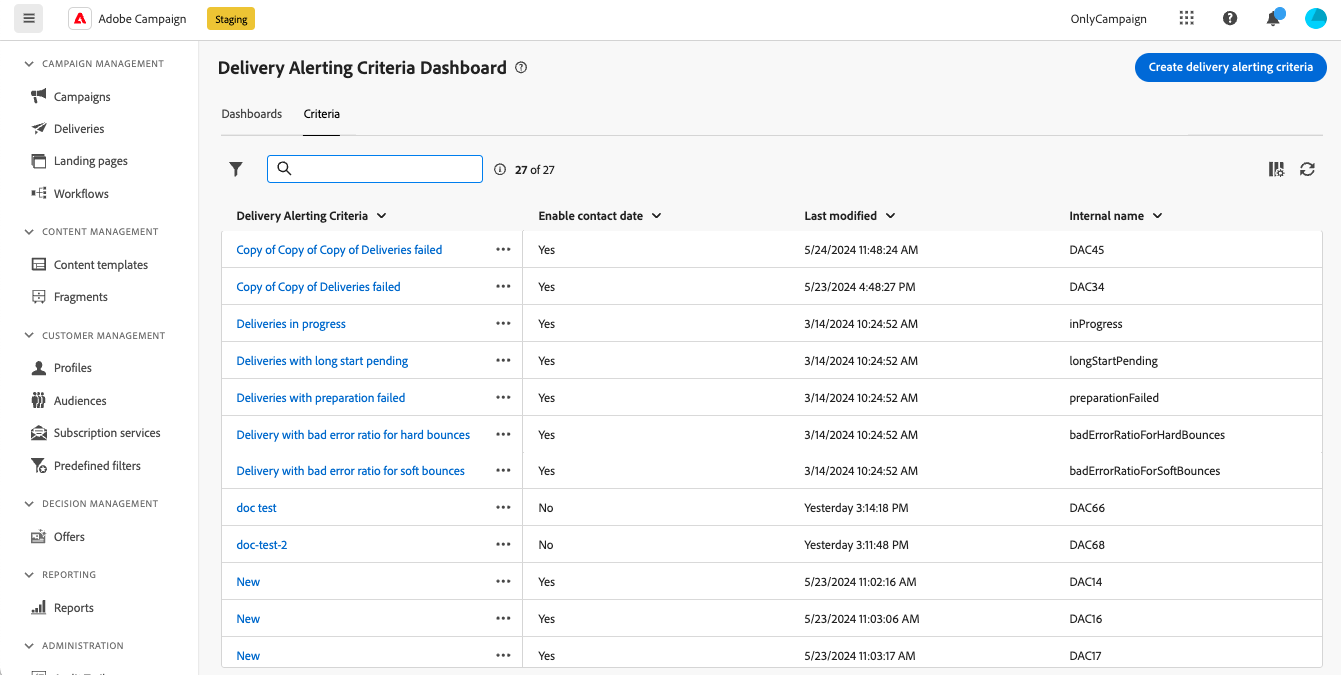 Adobe Campaign
Staging
OnlyCampaign
CAMPAIGN MANAGEMENT
Campaigns
Deliveries
Landing pages
Workflows
CONTENT MANAGEMENT
Content templates
Fragments
CUSTOMER MANAGEMENT
Profiles
Audiences
Subscription services
Predefined filters
DECISION MANAGEMENT
Offers
REPORTING
Reports
ADMINISTRATION
Delivery Alerting Criteria Dashboard
Create delivery alerting criteria
Dashboards Criteria
27 of 27
Delivery Alerting Criteria Enable contact date Last modified Internal name
Copy of Copy of Copy of Deliveries failed ••• Yes 5/24/2024 11:48:24 AM DAC45
Copy of Copy of Deliveries failed ••• Yes 5/23/2024 4:48:27 PM DAC34
Deliveries in progress ••• Yes 3/14/2024 10:24:52 AM inProgress
Deliveries with long start pending ••• Yes 3/14/2024 10:24:52 AM longStartPending
Deliveries with preparation failed ••• Yes 3/14/2024 10:24:52 AM preparationFailed
Delivery with bad error ratio for hard bounces ••• Yes 3/14/2024 10:24:52 AM badErrorRatioForHardBounces
Delivery with bad error ratio for soft bounces ••• Yes 3/14/2024 10:24:52 AM badErrorRatioForSoftBounces
doc test ••• No Yesterday 3:14:18 PM DAC66
doc-test-2 ••• No Yesterday 3:11:48 PM DAC68
New ••• Yes 5/23/2024 11:02:16 AM DAC14
New ••• Yes 5/23/2024 11:03:06 AM DAC16
New ••• Yes 5/23/2024 11:03:17 AM DAC17